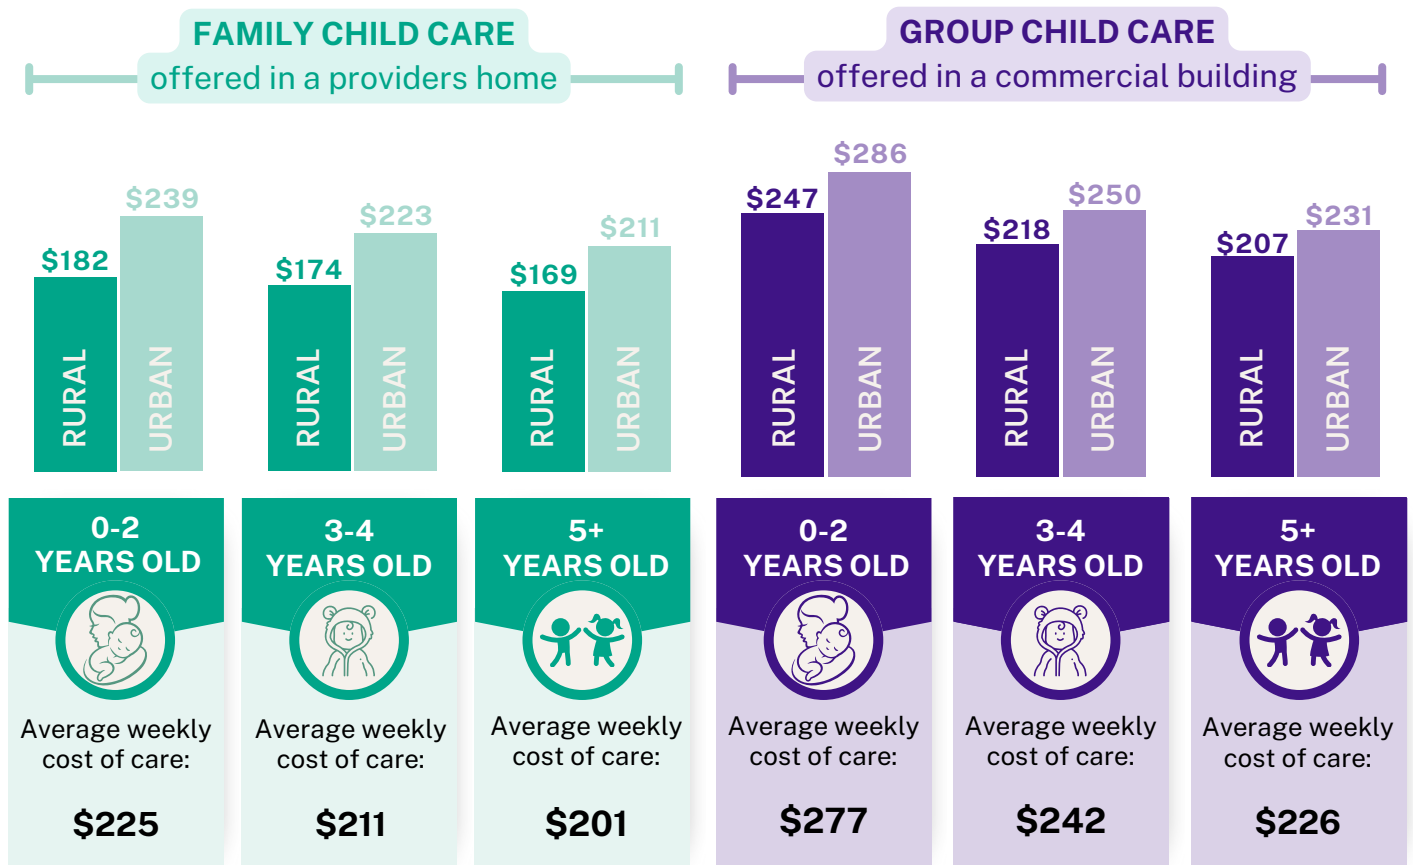 FAMILY CHILD CARE
offered in a providers home
$182
$239
RURAL
URBAN
$174
$223
RURAL
URBAN
$169
$211
RURAL
URBAN
0-2
YEARS OLD
Average weekly
cost of care:
$225
3-4
YEARS OLD
Average weekly
cost of care:
$211
5+
YEARS OLD
Average weekly
cost of care:
$201
GROUP CHILD CARE
offered in a commercial building
$247
$286
RURAL
URBAN
$218
$250
RURAL
URBAN
$207
$231
RURAL
URBAN
0-2
YEARS OLD
Average weekly
cost of care:
$277
3-4
YEARS OLD
Average weekly
cost of care:
$242
5+
YEARS OLD
Average weekly
cost of care:
$226